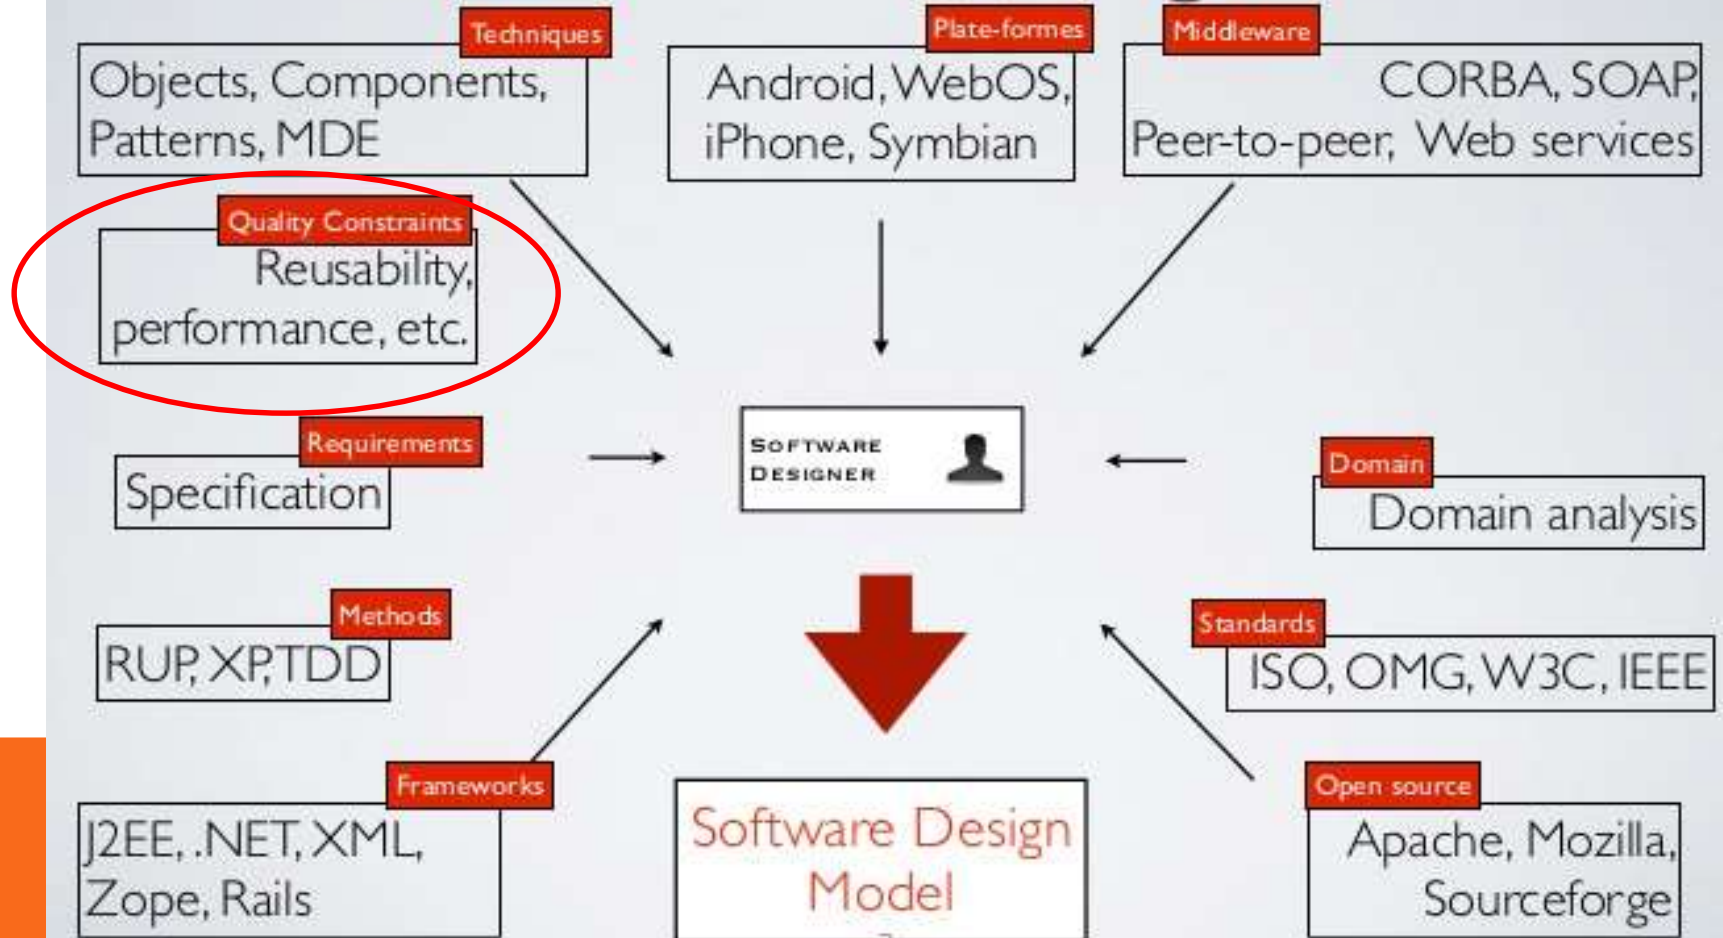 Techniques
Objects, Components,
Patterns, MDE
Plate-formes
Android, WebOS,
iPhone, Symbian
Middleware
CORBA, SOAP,
Peer-to-peer, Web services
Quality Constraints
Reusability,
performance, etc.
Requirements
Specification
SOFTWARE
DESIGNER
Domain
Domain analysis
Methods
RUP, XP, TDD
Standards
ISO, OMG, W3C, IEEE
Frameworks
J2EE, .NET, XML,
Zope, Rails
Software Design
Model
Open source
Apache, Mozilla,
Sourceforge